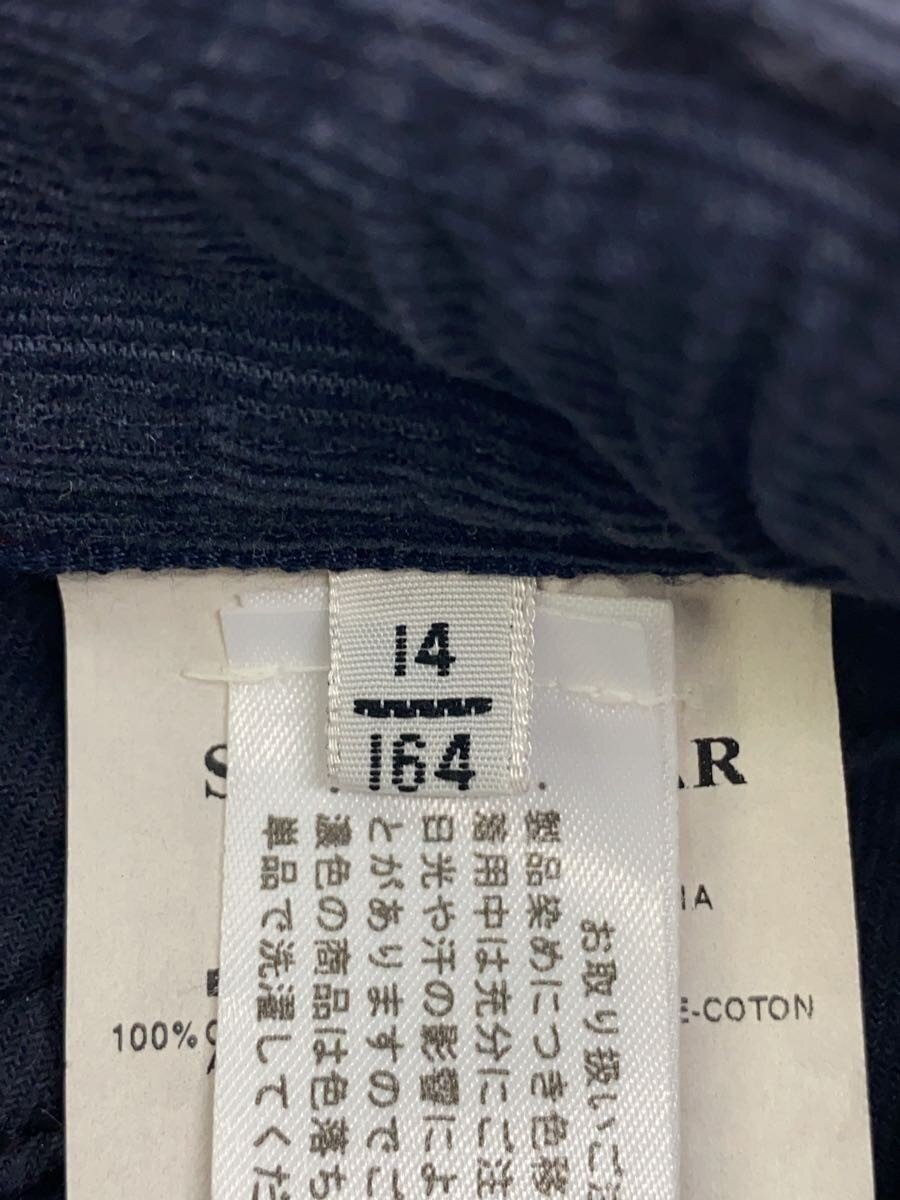 14
164
お取り扱いご注
製品染めにつき色移
着用中は充分にご注
日光や汗の影響によ
とがありますのでこ
濃色の商品は色落ち
単品で洗濯してくだ
S
AR
NA
100%C
E-COTON